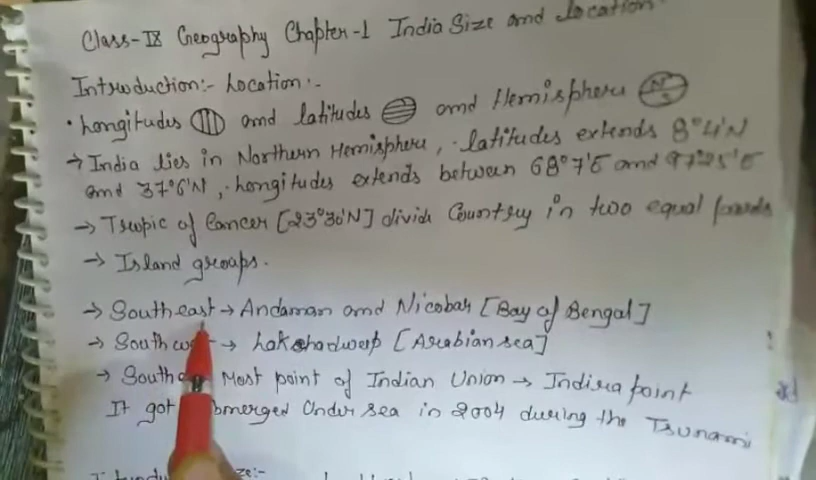 Class-IX Geography Chapter-1 India Size and Location
Introduction:- Location:-
• Longitudes and latitudes and Hemisphere N S
→ India lies in Northern Hemisphere, . latitudes extends 8°4'N
and 37°6'N, . Longitudes extends between 68°7'E and 97°25'E
→ Tropic of Cancer [23°30'N] divide Country in two equal
→ Island groups.
→ Southeast → Andaman and Nicobar [Bay of Bengal]
→ → Lakshadweep [Arabian sea]
→ Most point of Indian Union → Indira point
It got under sea in 2004 during the Tsunami